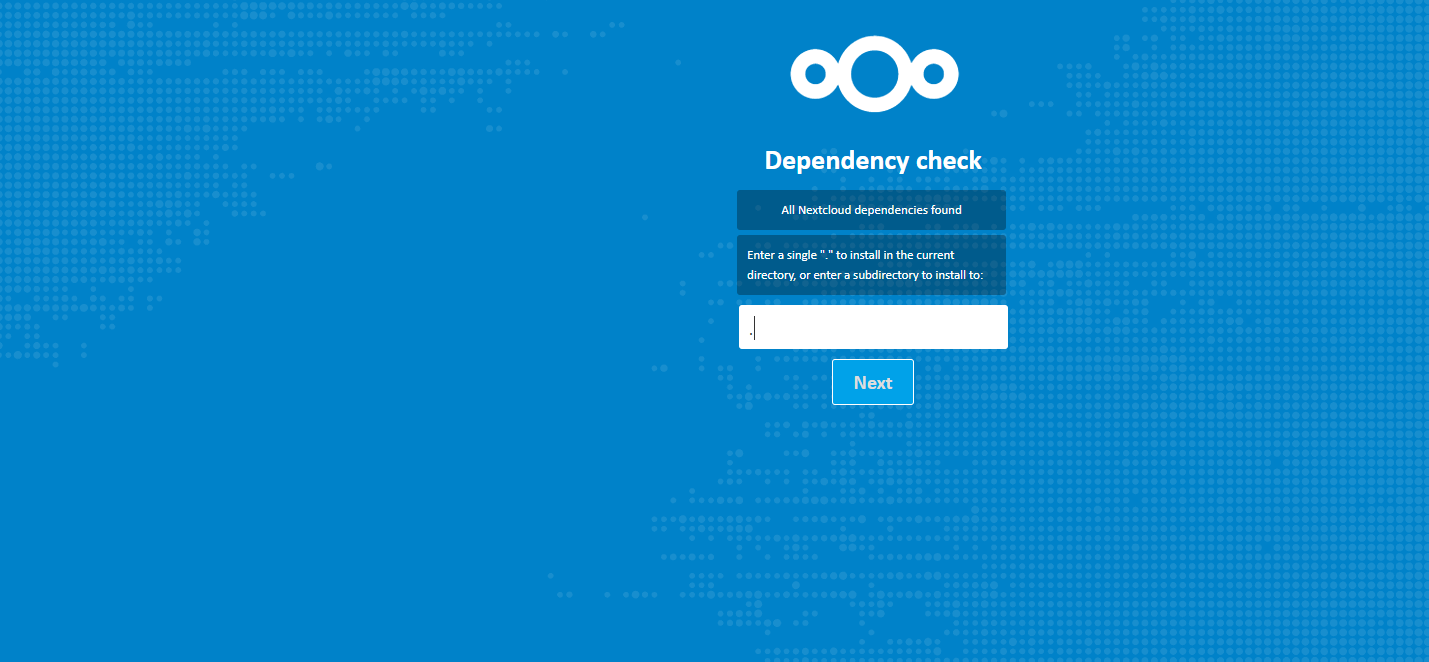 Dependency check
All Nextcloud dependencies found
Enter a single "." to install in the current
directory, or enter a subdirectory to install to:
.
Next